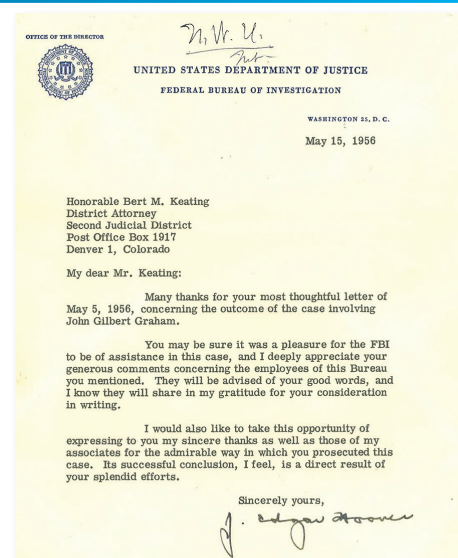 OFFICE OF THE DIRECTOR
N. W. U.
UNITED STATES DEPARTMENT OF JUSTICE
FEDERAL BUREAU OF INVESTIGATION
WASHINGTON 25, D. C.
May 15, 1956
Honorable Bert M. Keating
District Attorney
Second Judicial District
Post Office Box 1917
Denver 1, Colorado
My dear Mr. Keating:
Many thanks for your most thoughtful letter of
May 5, 1956, concerning the outcome of the case involving
John Gilbert Graham.
You may be sure it was a pleasure for the FBI
to be of assistance in this case, and I deeply appreciate your
generous comments concerning the employees of this Bureau
you mentioned. They will be advised of your good words, and
I know they will share in my gratitude for your consideration
in writing.
I would also like to take this opportunity of
expressing to you my sincere thanks as well as those of my
associates for the admirable way in which you prosecuted this
case. Its successful conclusion, I feel, is a direct result of
your splendid efforts.
Sincerely yours,
J. Edgar Hoover